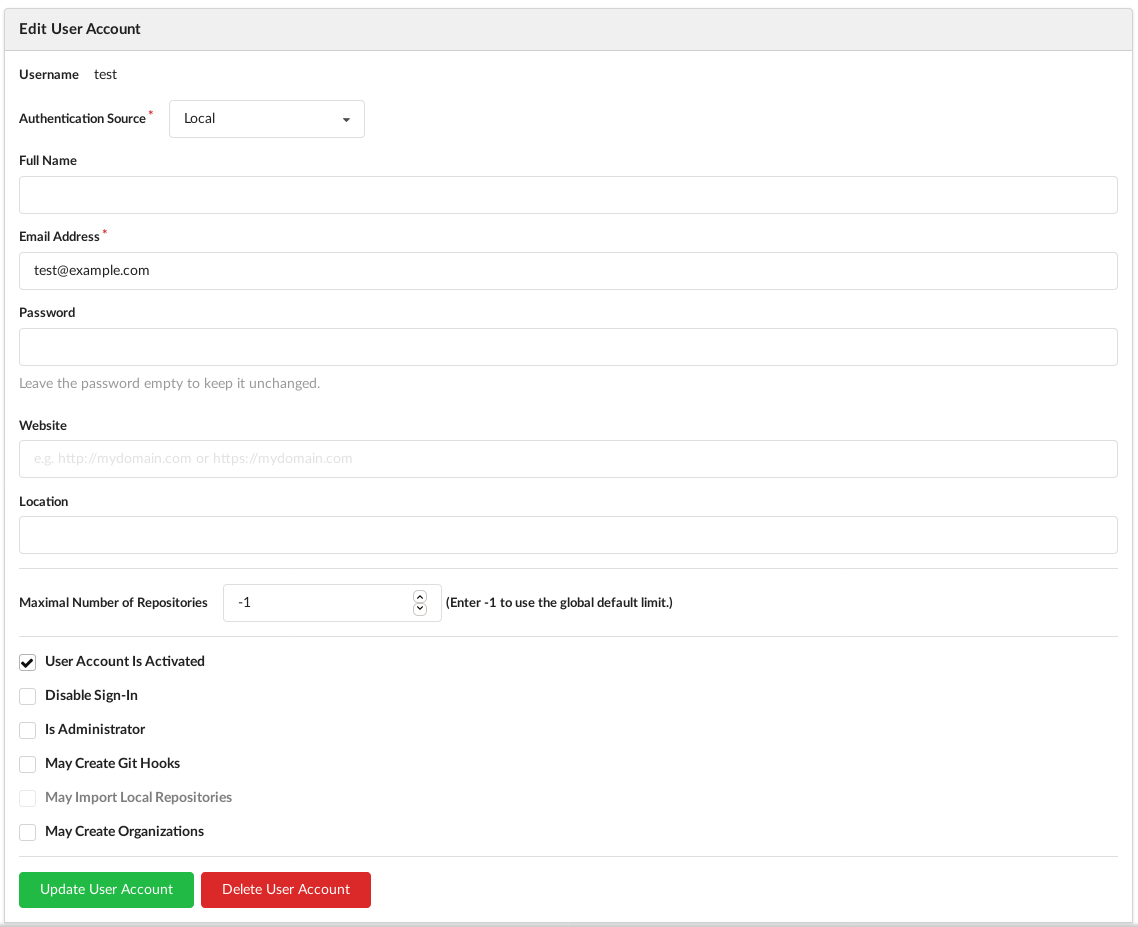 Edit User Account
Username test
Authentication Source* Local
Full Name
Email Address*
test@example.com
Password
Leave the password empty to keep it unchanged.
Website
e.g. http://mydomain.com or https://mydomain.com
Location
Maximal Number of Repositories -1 (Enter -1 to use the global default limit.)
User Account Is Activated
Disable Sign-In
Is Administrator
May Create Git Hooks
May Import Local Repositories
May Create Organizations
Update User Account Delete User Account